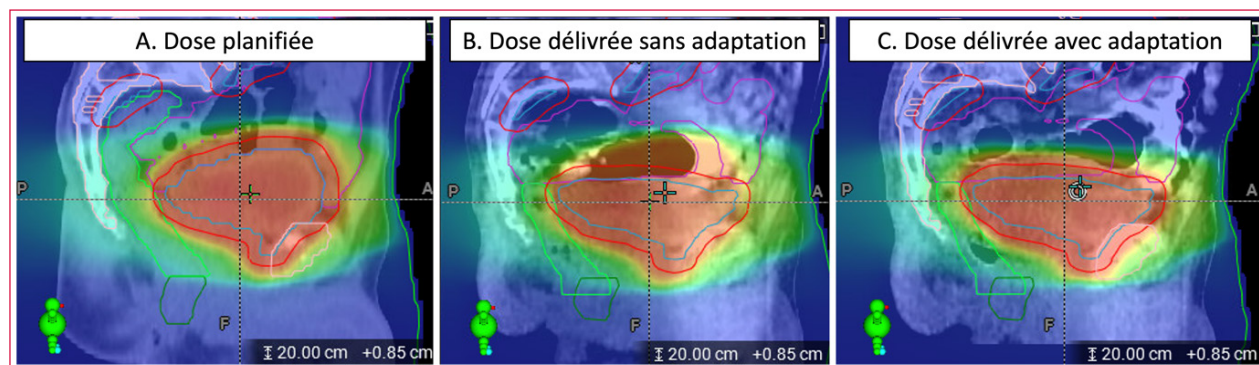 A. Dose planifiée
B. Dose délivrée sans adaptation
C. Dose délivrée avec adaptation
P
A
P
A
P
A
F
F
F
20.00 cm +0.85 cm
20.00 cm +0.85 cm
20.00 cm +0.85 cm